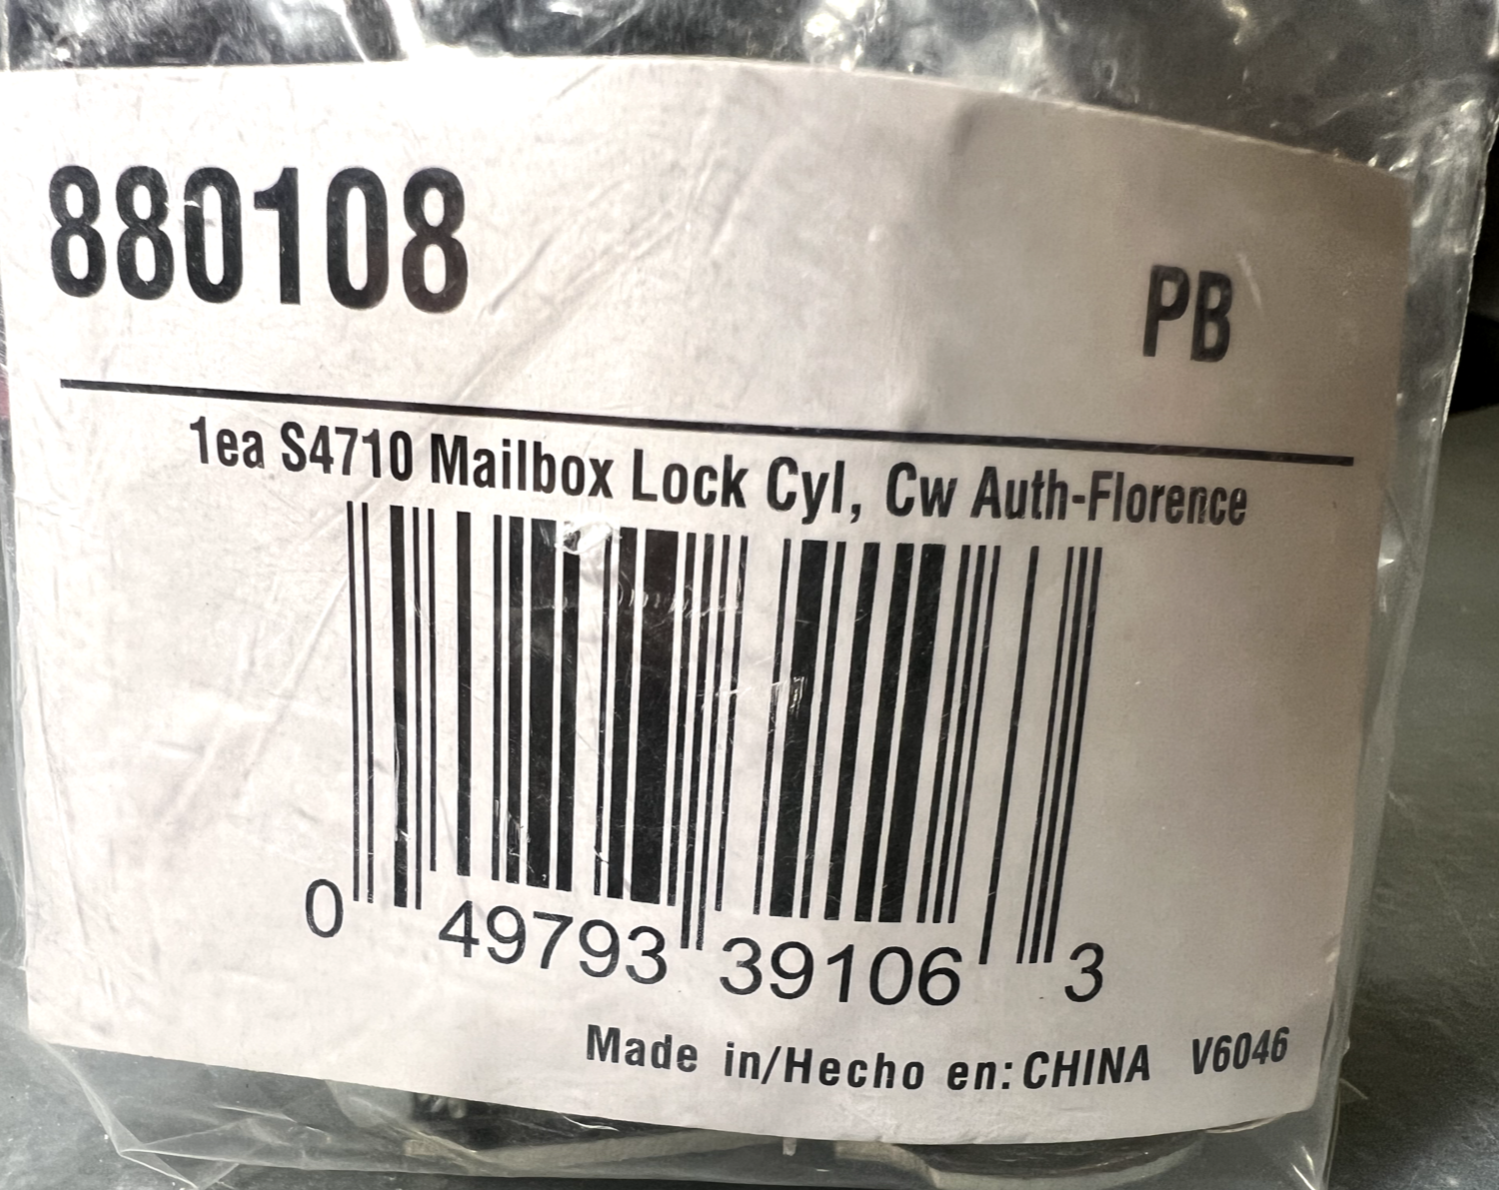 880108
PB
1ea S4710 Mailbox Lock Cyl, Cw Auth-Florence
0 49793 39106 3
Made in/Hecho en: CHINA V6046